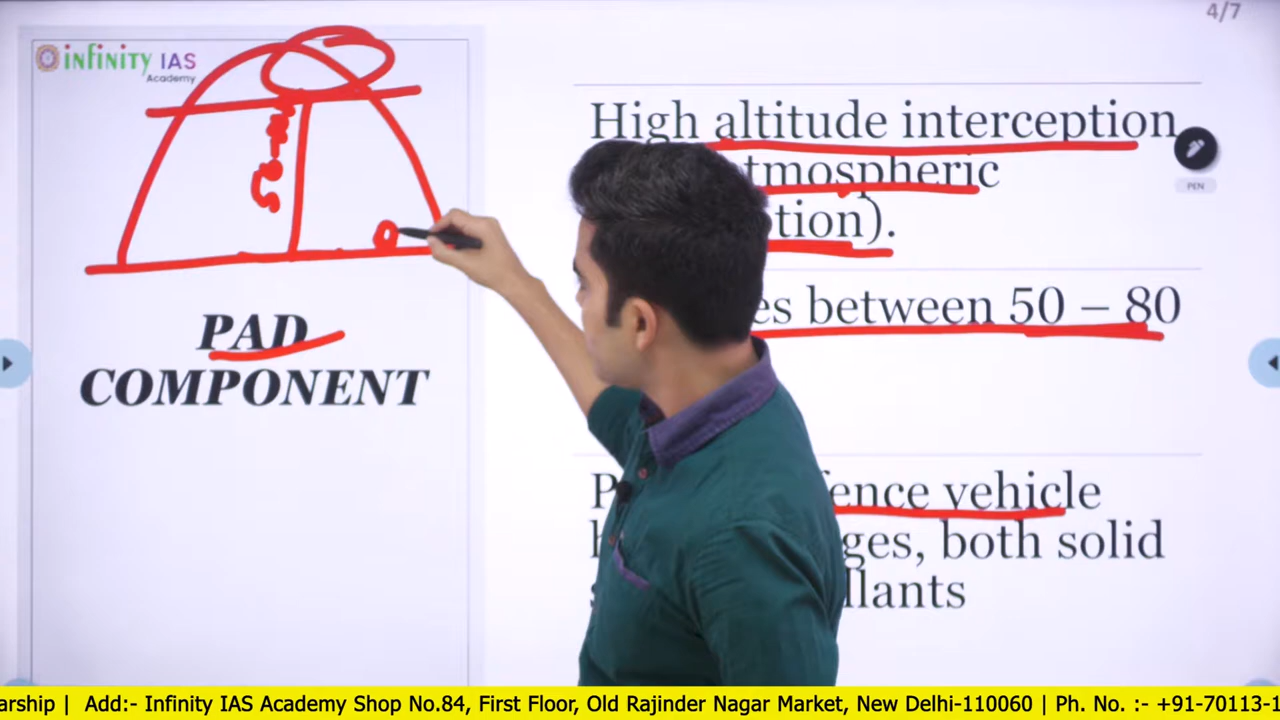 4/7
infinity IAS
Academy
High altitude interception
tmospheric
tion).
es between 50 – 80
PEN
PAD
COMPONENT
ence vehicle
ges, both solid
llants
arship | Add:- Infinity IAS Academy Shop No.84, First Floor, Old Rajinder Nagar Market, New Delhi-110060 | Ph. No. :- +91-70113-1